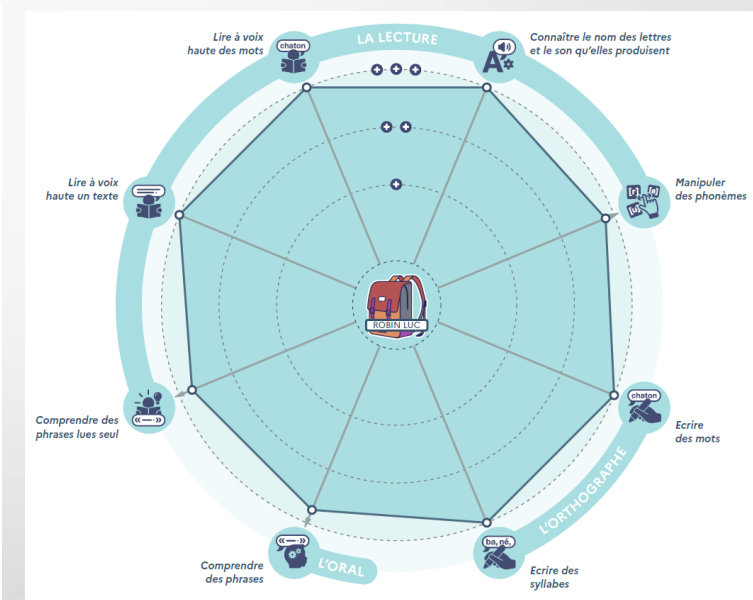 LA LECTURE
Lire à voix
haute des mots
chaton
Connaître le nom des lettres
et le son qu'elles produisent
A
Lire à voix
haute un texte
Manipuler
des phonèmes
ROBIN LUC
Comprendre des
phrases lues seul
chaton
Ecrire
des mots
L'ORTHOGRAPHE
Comprendre
des phrases
L'ORAL
ba, né,
Ecrire des
syllabes